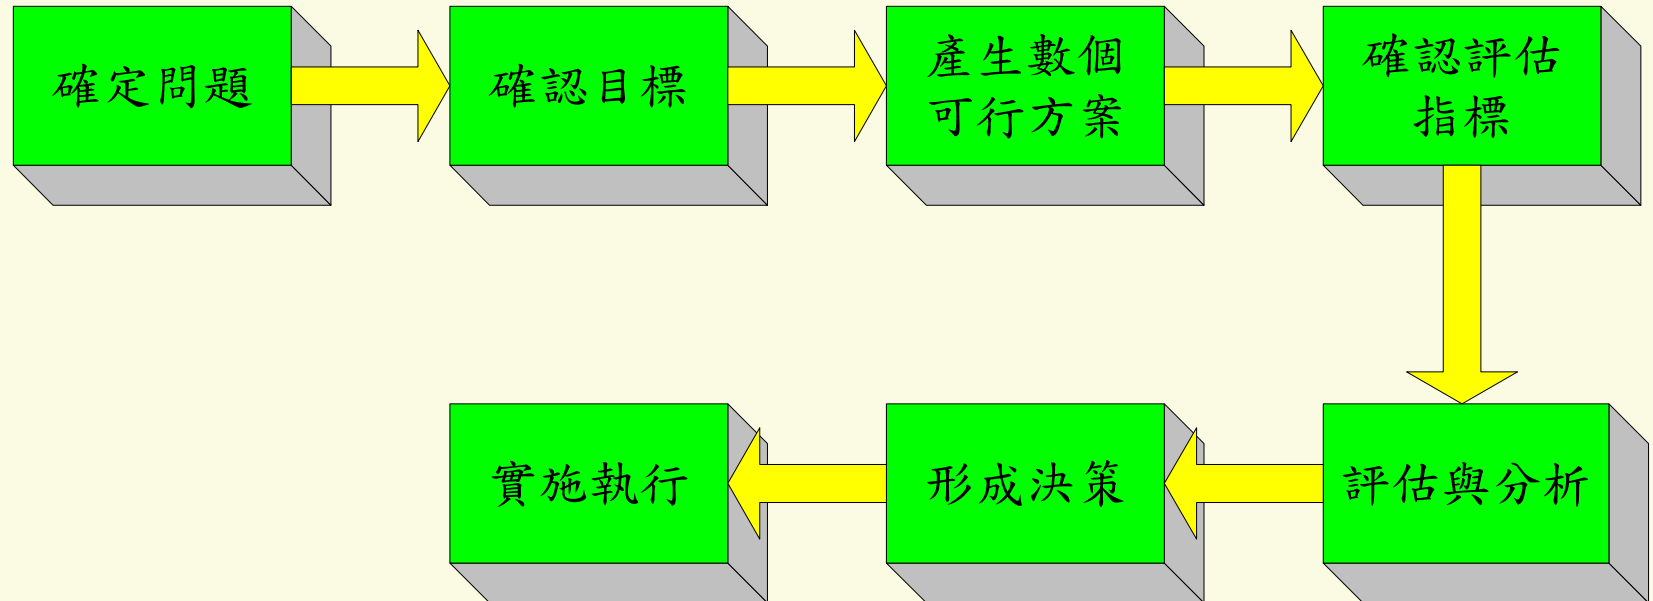 確定問題
確認目標
產生數個
可行方案
確認評估
指標
評估與分析
形成決策
實施執行